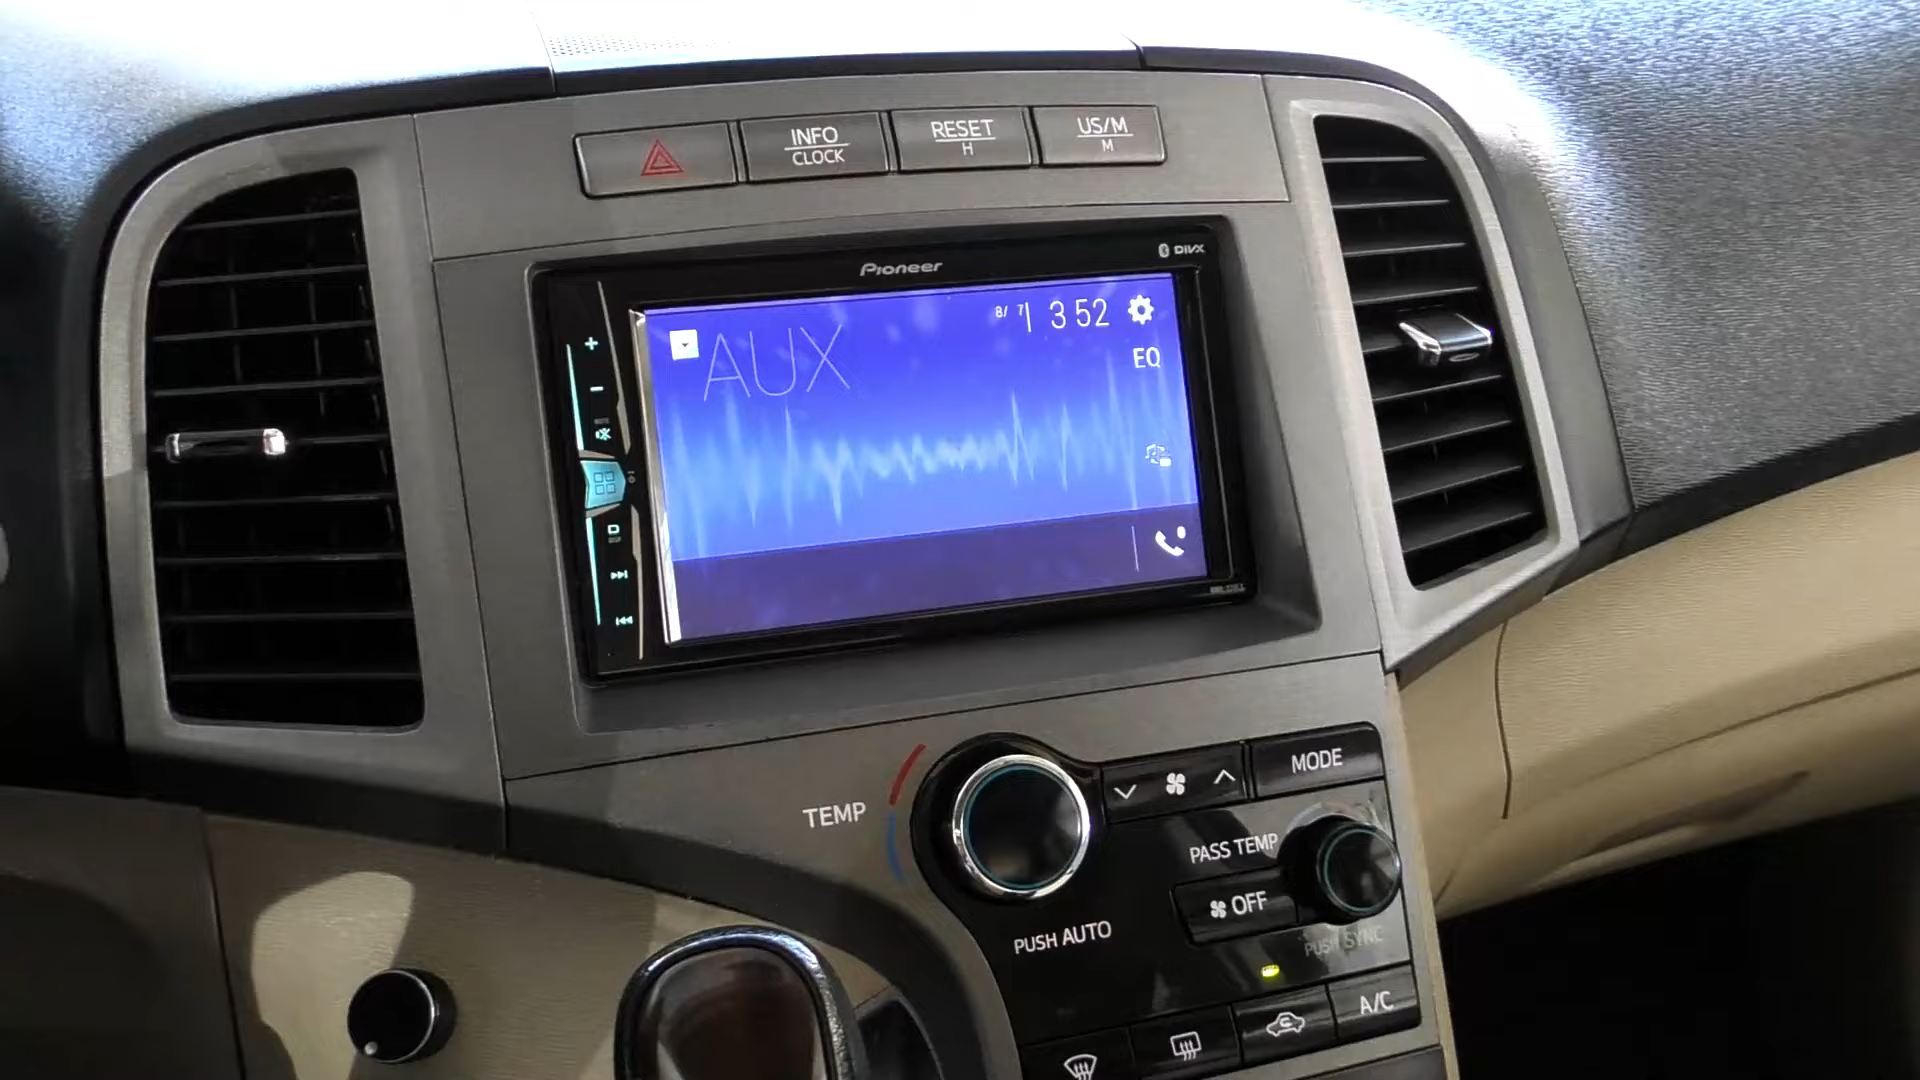 INFO
CLOCK
RESET
H
US/M
M
Pioneer
DivX
AUX
8/ 7
3 52
EQ
TEMP
MODE
PASS TEMP
OFF
PUSH AUTO
PUSH SYNC
A/C